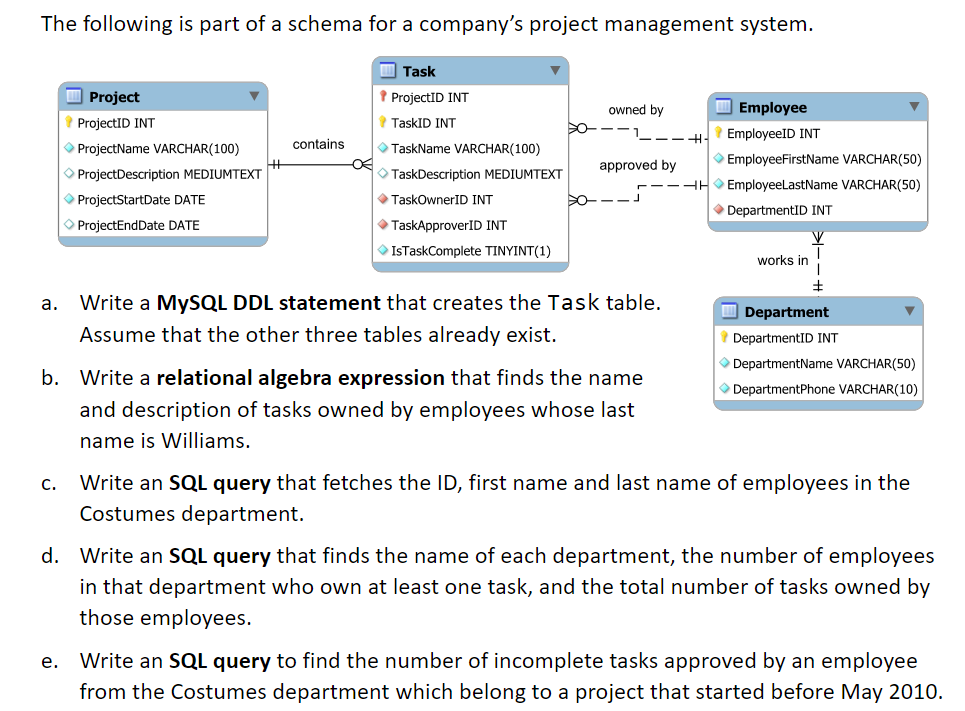 The following is part of a schema for a company’s project management system.
Project
ProjectID INT
ProjectName VARCHAR(100)
ProjectDescription MEDIUMTEXT
ProjectStartDate DATE
ProjectEndDate DATE
contains
Task
ProjectID INT
TaskID INT
TaskName VARCHAR(100)
TaskDescription MEDIUMTEXT
TaskOwnerID INT
TaskApproverID INT
IsTaskComplete TINYINT(1)
owned by
approved by
Employee
EmployeeID INT
EmployeeFirstName VARCHAR(50)
EmployeeLastName VARCHAR(50)
DepartmentID INT
works in
Department
DepartmentID INT
DepartmentName VARCHAR(50)
DepartmentPhone VARCHAR(10)
a. Write a MySQL DDL statement that creates the Task table.
Assume that the other three tables already exist.
b. Write a relational algebra expression that finds the name
and description of tasks owned by employees whose last
name is Williams.
c. Write an SQL query that fetches the ID, first name and last name of employees in the
Costumes department.
d. Write an SQL query that finds the name of each department, the number of employees
in that department who own at least one task, and the total number of tasks owned by
those employees.
e. Write an SQL query to find the number of incomplete tasks approved by an employee
from the Costumes department which belong to a project that started before May 2010.